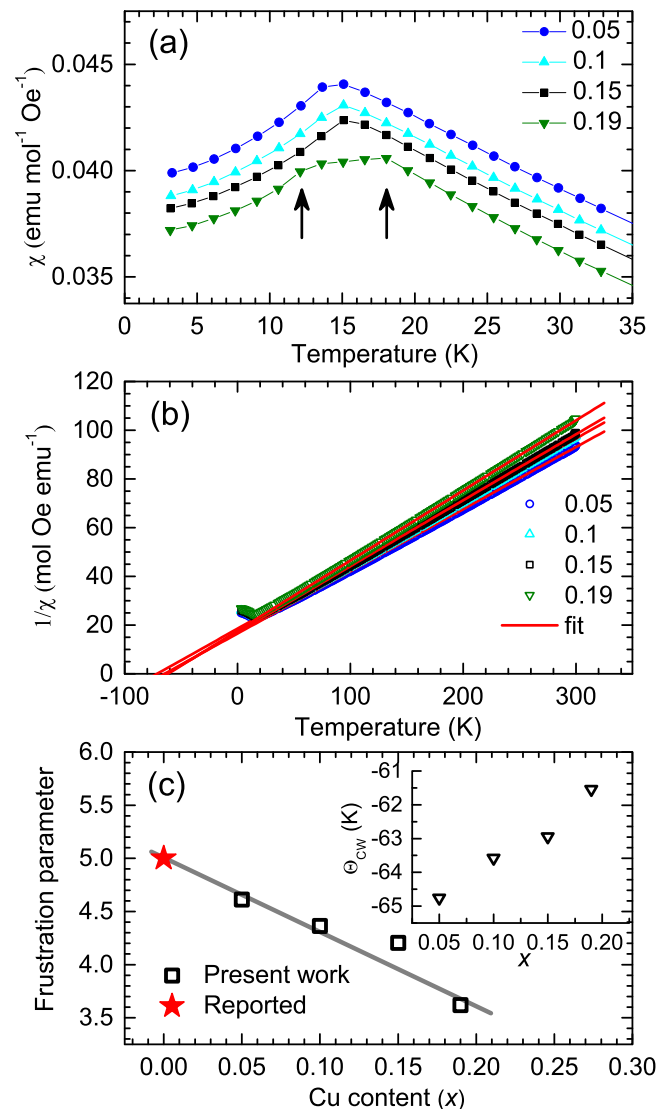 (a)
0.05
0.1
0.15
0.19
0.045
0.040
0.035
χ (emu mol⁻¹ Oe⁻¹)
0 5 10 15 20 25 30 35
Temperature (K)
(b)
120
100
80
60
40
20
0
1/χ (mol Oe emu⁻¹)
0.05
0.1
0.15
0.19
fit
-100 0 100 200 300
Temperature (K)
(c)
6.0
5.5
5.0
4.5
4.0
3.5
Frustration parameter
-61
-62
-63
-64
-65
Θ_CW (K)
0.05 0.10 0.15 0.20
x
Present work
Reported
0.00 0.05 0.10 0.15 0.20 0.25 0.30
Cu content (x)